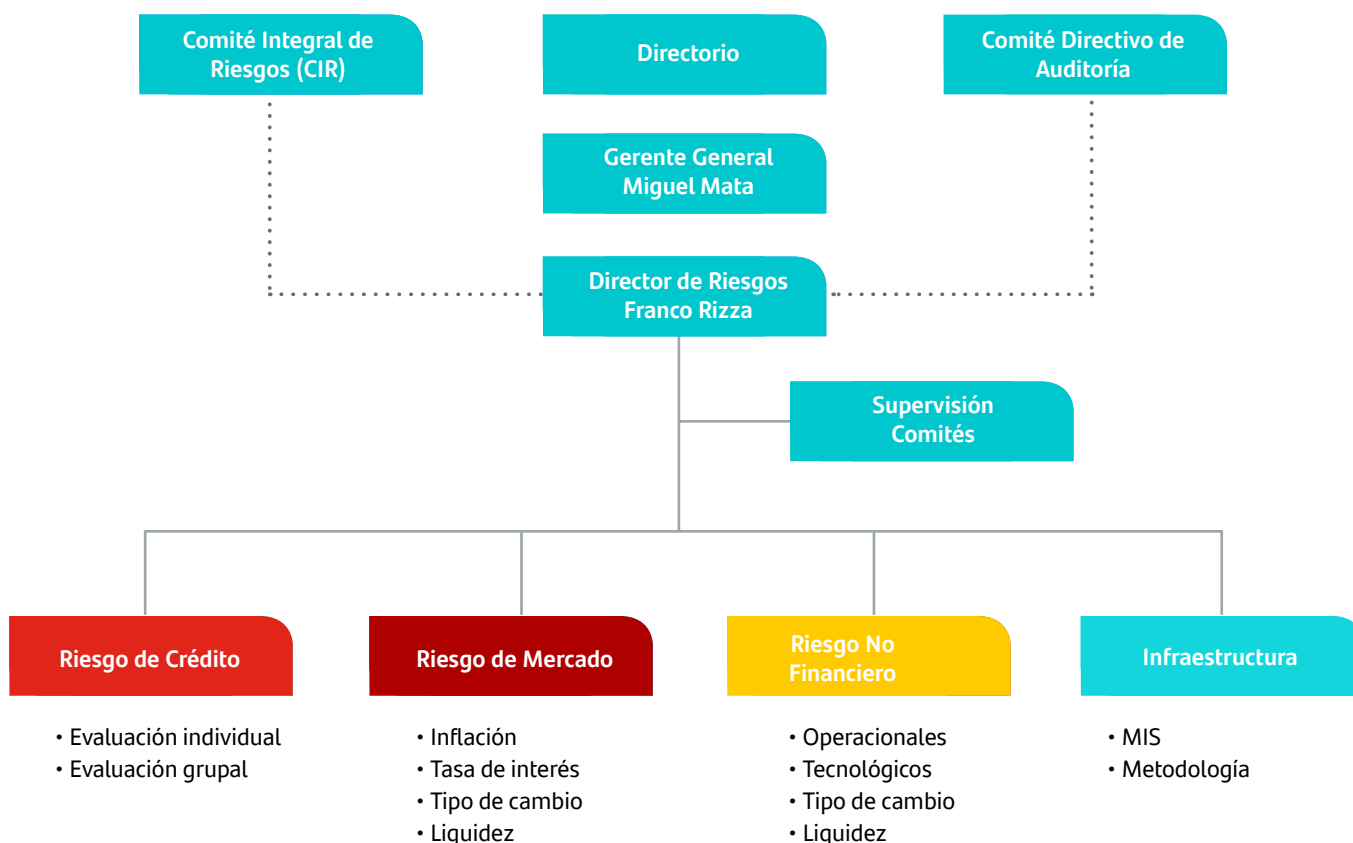 Comité Integral de
Riesgos (CIR)
Directorio
Comité Directivo de
Auditoría
Gerente General
Miguel Mata
Director de Riesgos
Franco Rizza
Supervisión
Comités
Riesgo de Crédito
• Evaluación individual
• Evaluación grupal
Riesgo de Mercado
• Inflación
• Tasa de interés
• Tipo de cambio
• Liquidez
Riesgo No
Financiero
• Operacionales
• Tecnológicos
• Tipo de cambio
• Liquidez
Infraestructura
• MIS
• Metodología